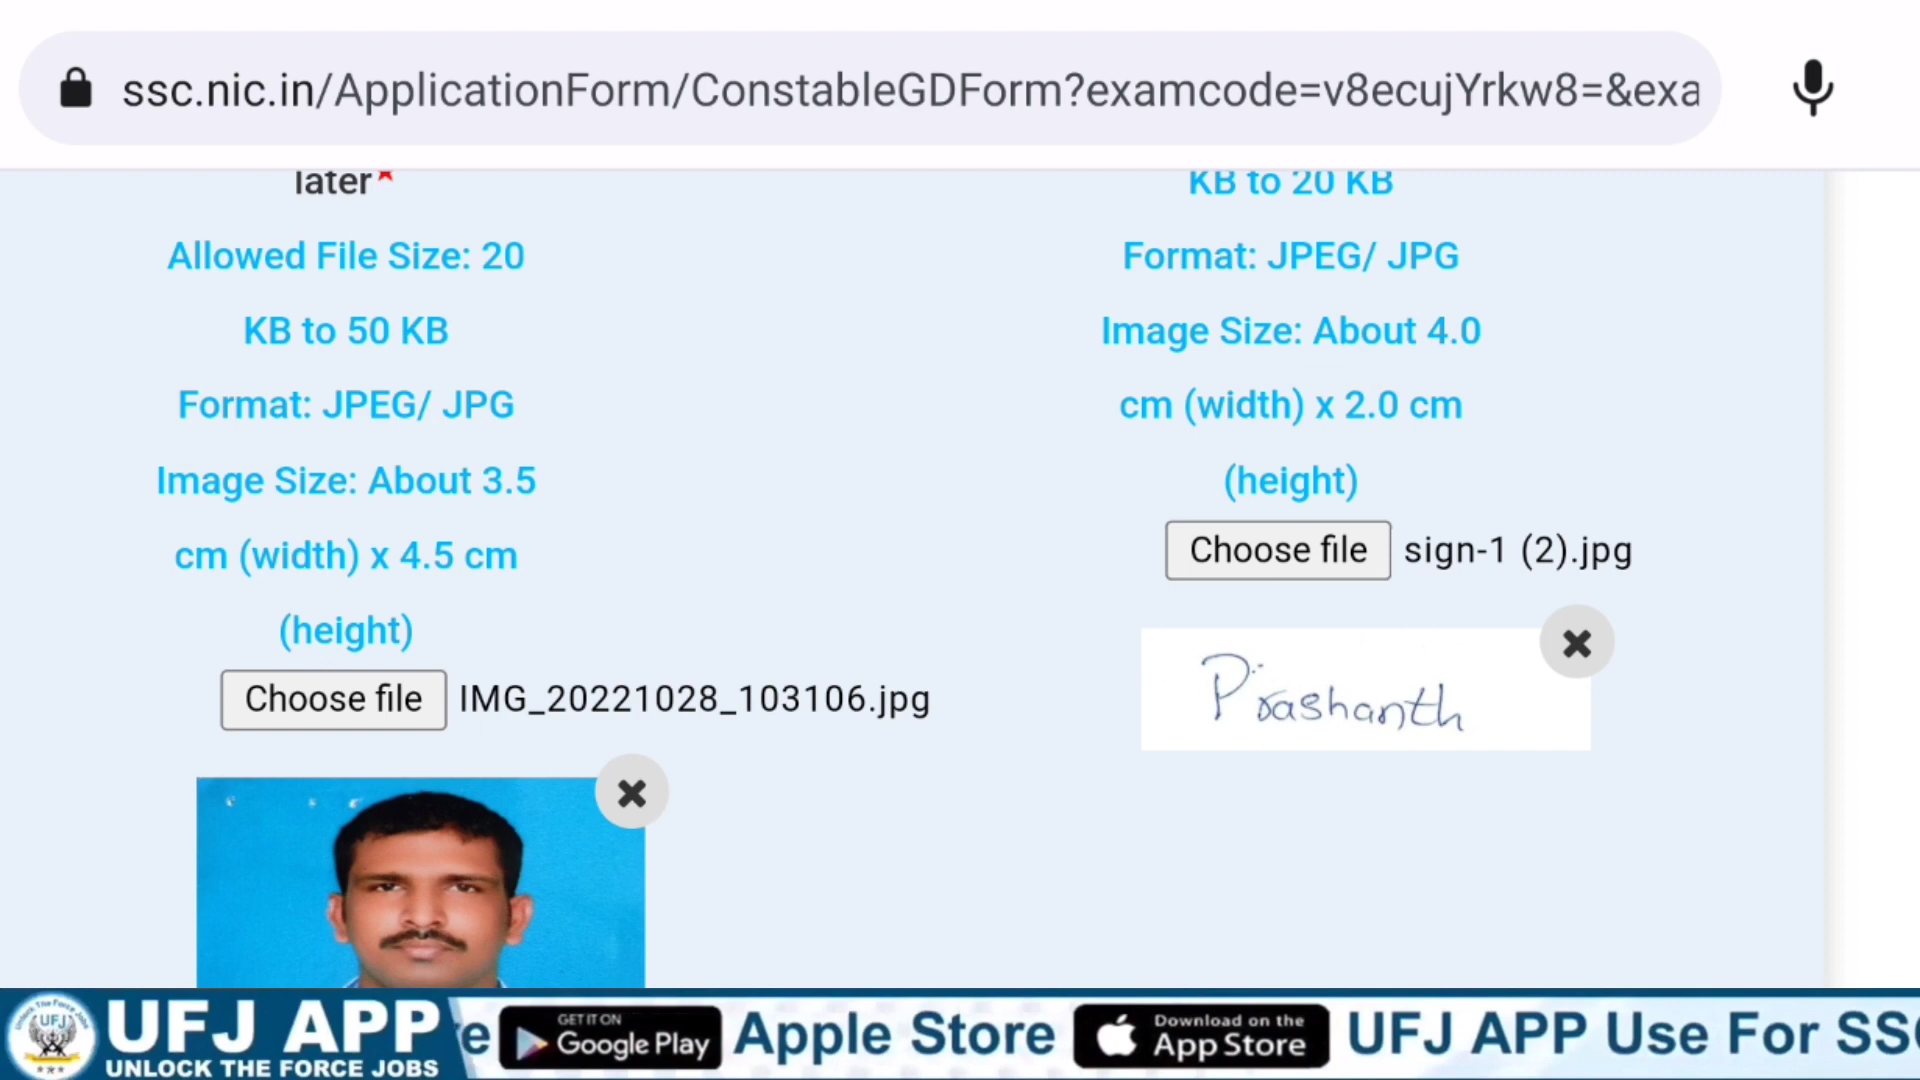 ssc.nic.in/ApplicationForm/ConstableGDForm?examcode=v8ecujYrkw8=&exa
later*
Allowed File Size: 20
KB to 50 KB
Format: JPEG/ JPG
Image Size: About 3.5
cm (width) x 4.5 cm
(height)
Choose file IMG_20221028_103106.jpg
KB to 20 KB
Format: JPEG/ JPG
Image Size: About 4.0
cm (width) x 2.0 cm
(height)
Choose file sign-1 (2).jpg
Prashanth
UFJ
UFJ APP
UNLOCK THE FORCE JOBS
e
GET IT ON
Google Play
Apple Store
Download on the
App Store
UFJ APP Use For SS